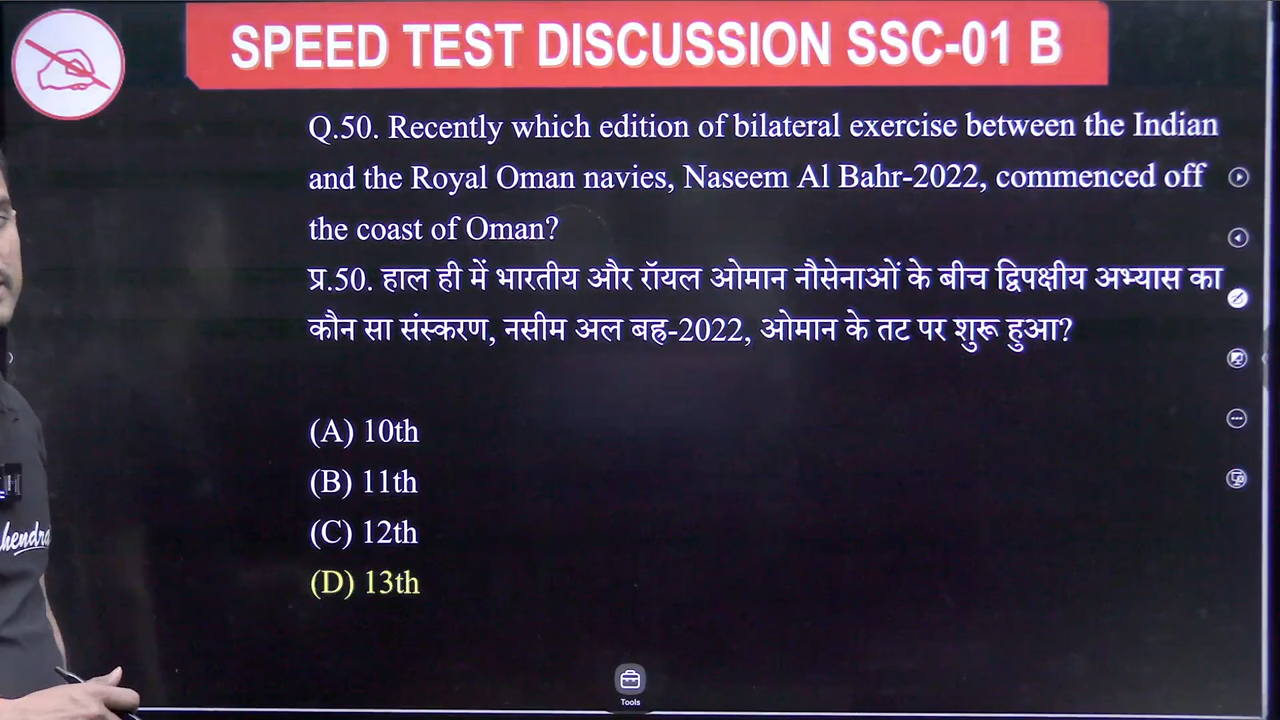 SPEED TEST DISCUSSION SSC-01 B
Q.50. Recently which edition of bilateral exercise between the Indian
and the Royal Oman navies, Naseem Al Bahr-2022, commenced off
the coast of Oman?
प्र.50. हाल ही में भारतीय और रॉयल ओमान नौसेनाओं के बीच द्विपक्षीय अभ्यास का
कौन सा संस्करण, नसीम अल बह्र-2022, ओमान के तट पर शुरू हुआ?
(A) 10th
(B) 11th
(C) 12th
(D) 13th
hendra
Tools